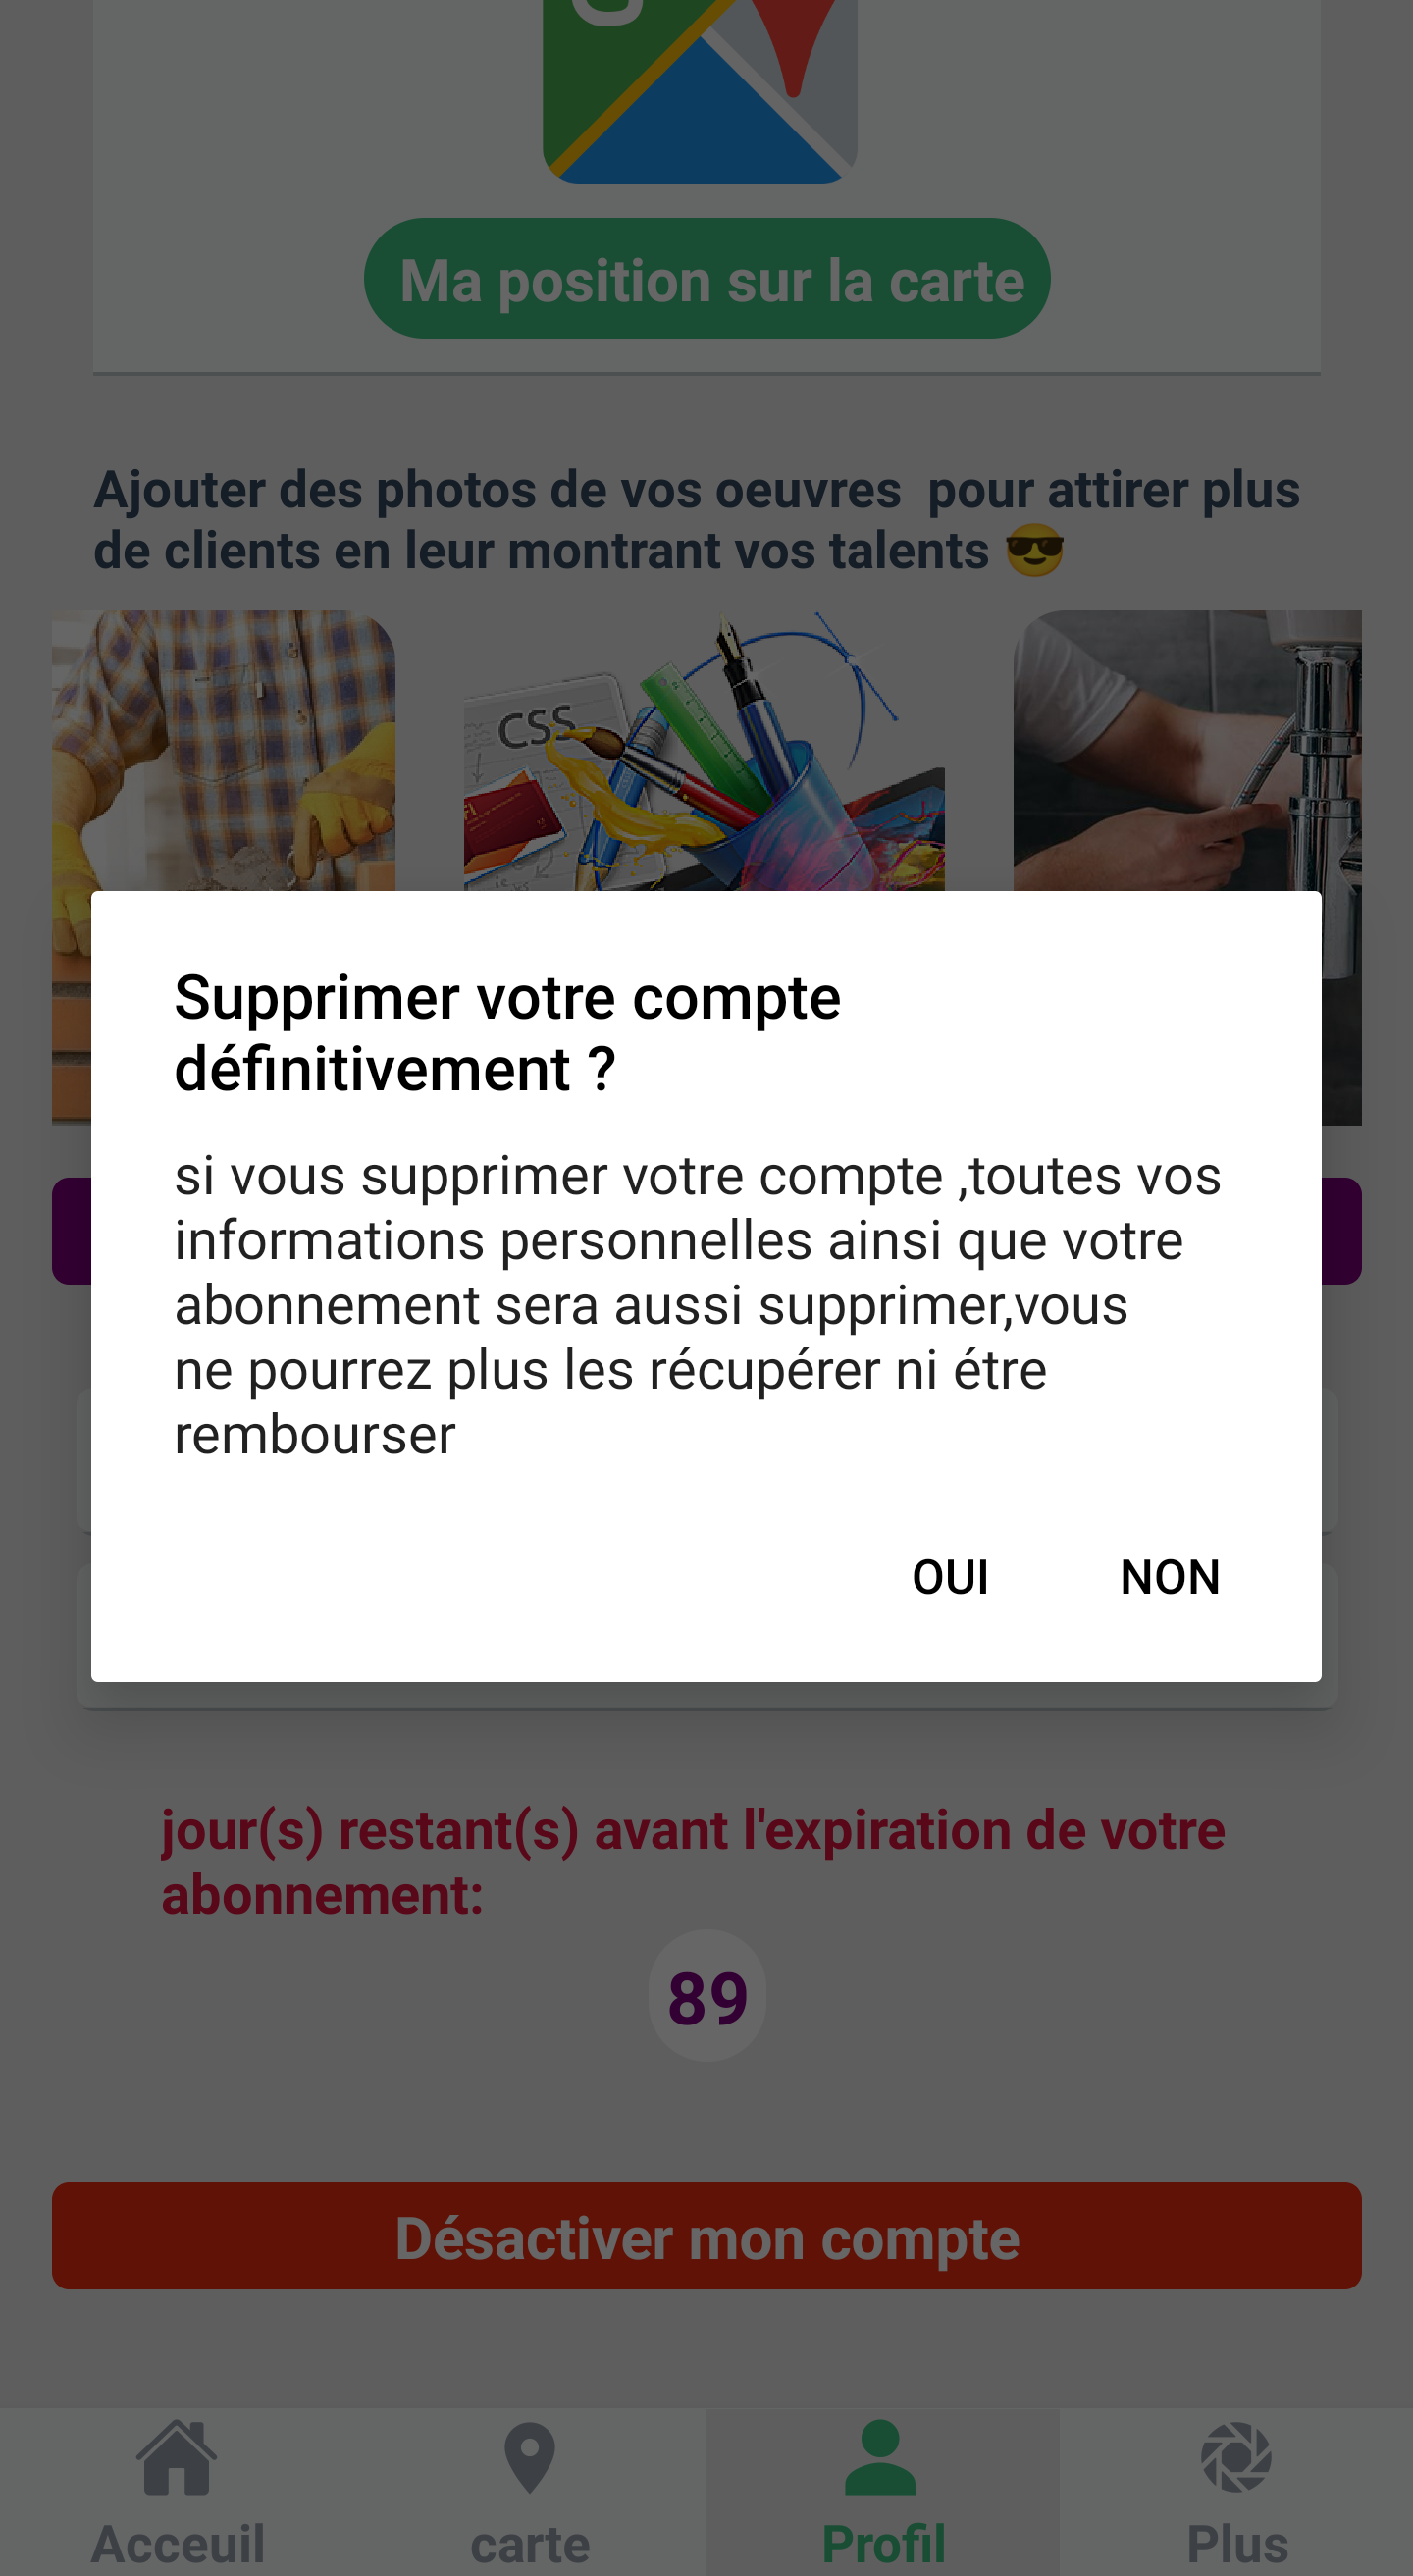 Ma position sur la carte
Ajouter des photos de vos oeuvres  pour attirer plus
de clients en leur montrant vos talents 😎
CSS
Supprimer votre compte
définitivement ?
si vous supprimer votre compte ,toutes vos
informations personnelles ainsi que votre
abonnement sera aussi supprimer,vous
ne pourrez plus les récupérer ni étre
rembourser
OUI NON
jour(s) restant(s) avant l'expiration de votre
abonnement:
89
Désactiver mon compte
Acceuil carte Profil Plus